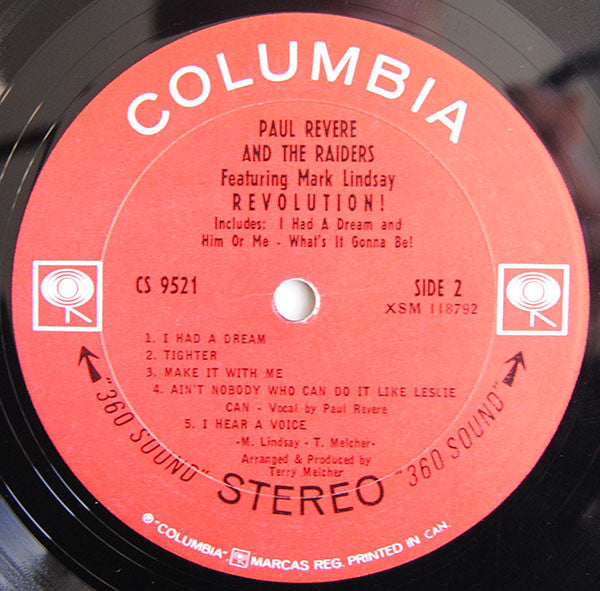 COLUMBIA
PAUL REVERE
AND THE RAIDERS
Featuring Mark Lindsay
REVOLUTION!
Includes: I Had A Dream and
Him Or Me - What's It Gonna Be!
CS 9521
SIDE 2
XSM 118792
1. I HAD A DREAM
2. TIGHTER
3. MAKE IT WITH ME
4. AIN'T NOBODY WHO CAN DO IT LIKE LESLIE
CAN - Vocal by Paul Revere
5. I HEAR A VOICE
-M. Lindsay - T. Melcher-
Arranged & Produced by
Terry Melcher
"360 SOUND" STEREO "360 SOUND"
℗ "COLUMBIA" MARCAS REG. PRINTED IN CAN.